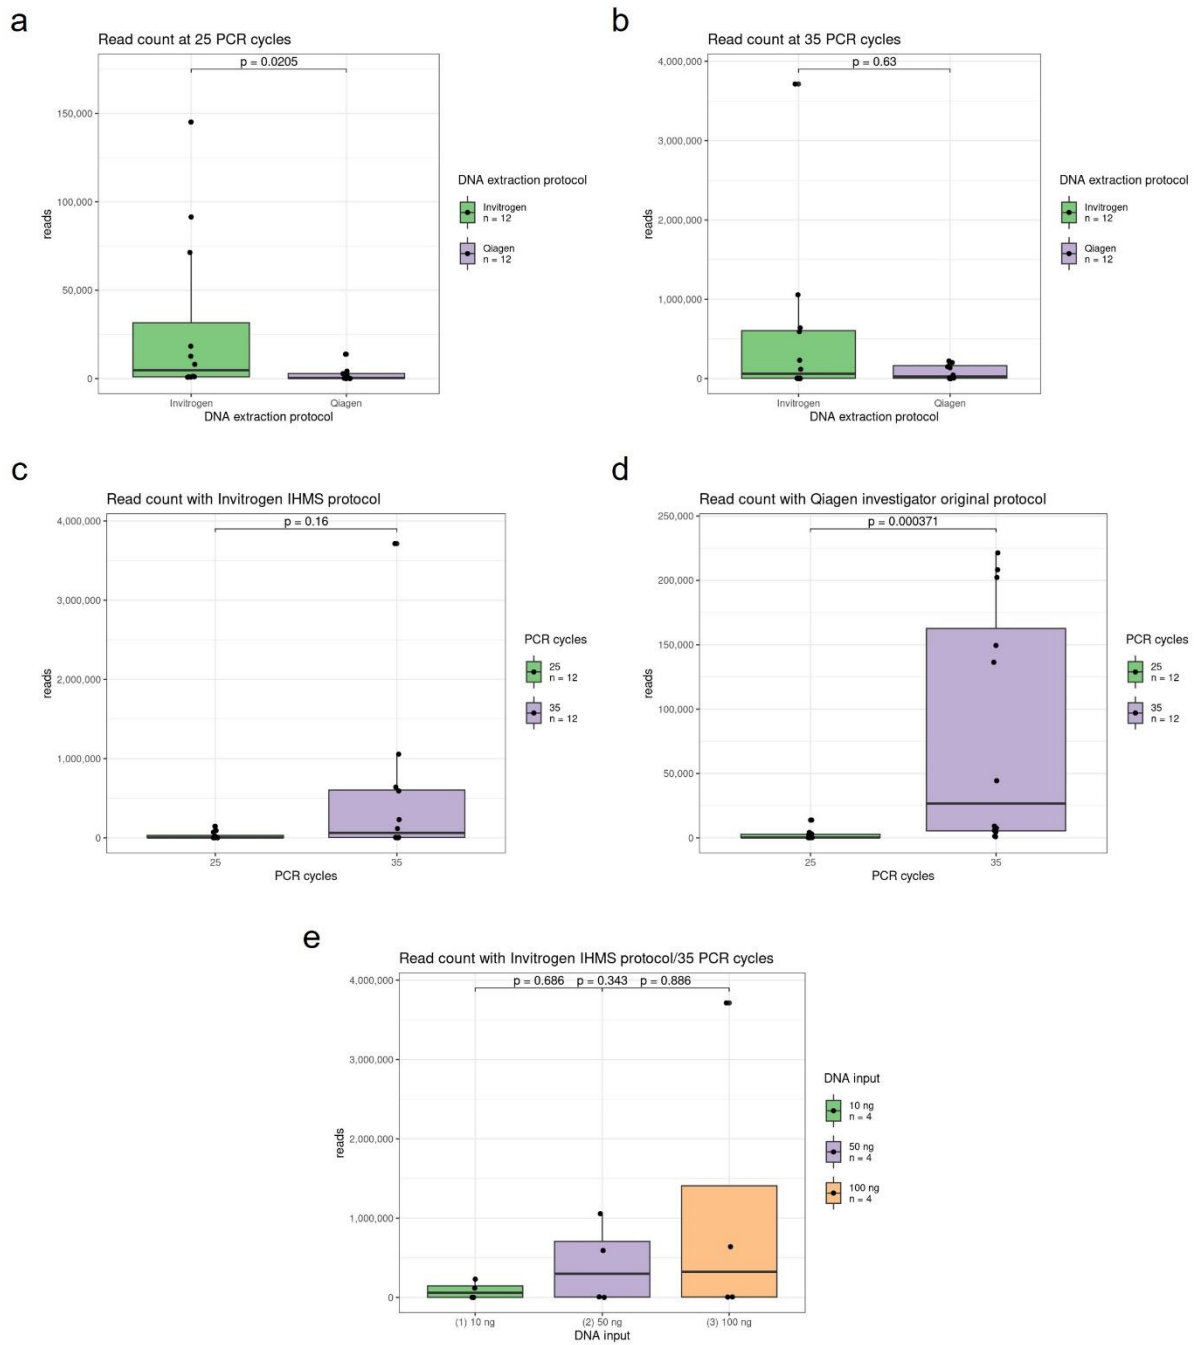 a
Read count at 25 PCR cycles
p = 0.0205
150,000
100,000
50,000
0
reads
Invitrogen
Qiagen
DNA extraction protocol
DNA extraction protocol
Invitrogen
n = 12
Qiagen
n = 12
b
Read count at 35 PCR cycles
p = 0.63
4,000,000
3,000,000
2,000,000
1,000,000
0
reads
Invitrogen
Qiagen
DNA extraction protocol
DNA extraction protocol
Invitrogen
n = 12
Qiagen
n = 12
c
Read count with Invitrogen IHMS protocol
p = 0.16
4,000,000
3,000,000
2,000,000
1,000,000
0
reads
25
35
PCR cycles
PCR cycles
25
n = 12
35
n = 12
d
Read count with Qiagen investigator original protocol
p = 0.000371
250,000
200,000
150,000
100,000
50,000
0
reads
25
35
PCR cycles
PCR cycles
25
n = 12
35
n = 12
e
Read count with Invitrogen IHMS protocol/35 PCR cycles
p = 0.686 p = 0.343 p = 0.886
4,000,000
3,000,000
2,000,000
1,000,000
0
reads
(1) 10 ng
(2) 50 ng
(3) 100 ng
DNA input
DNA input
10 ng
n = 4
50 ng
n = 4
100 ng
n = 4